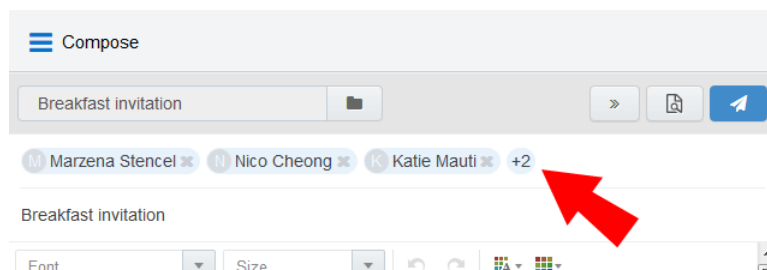 Compose
Breakfast invitation
M Marzena Stencel N Nico Cheong K Katie Mauti +2
Breakfast invitation
Font Size A